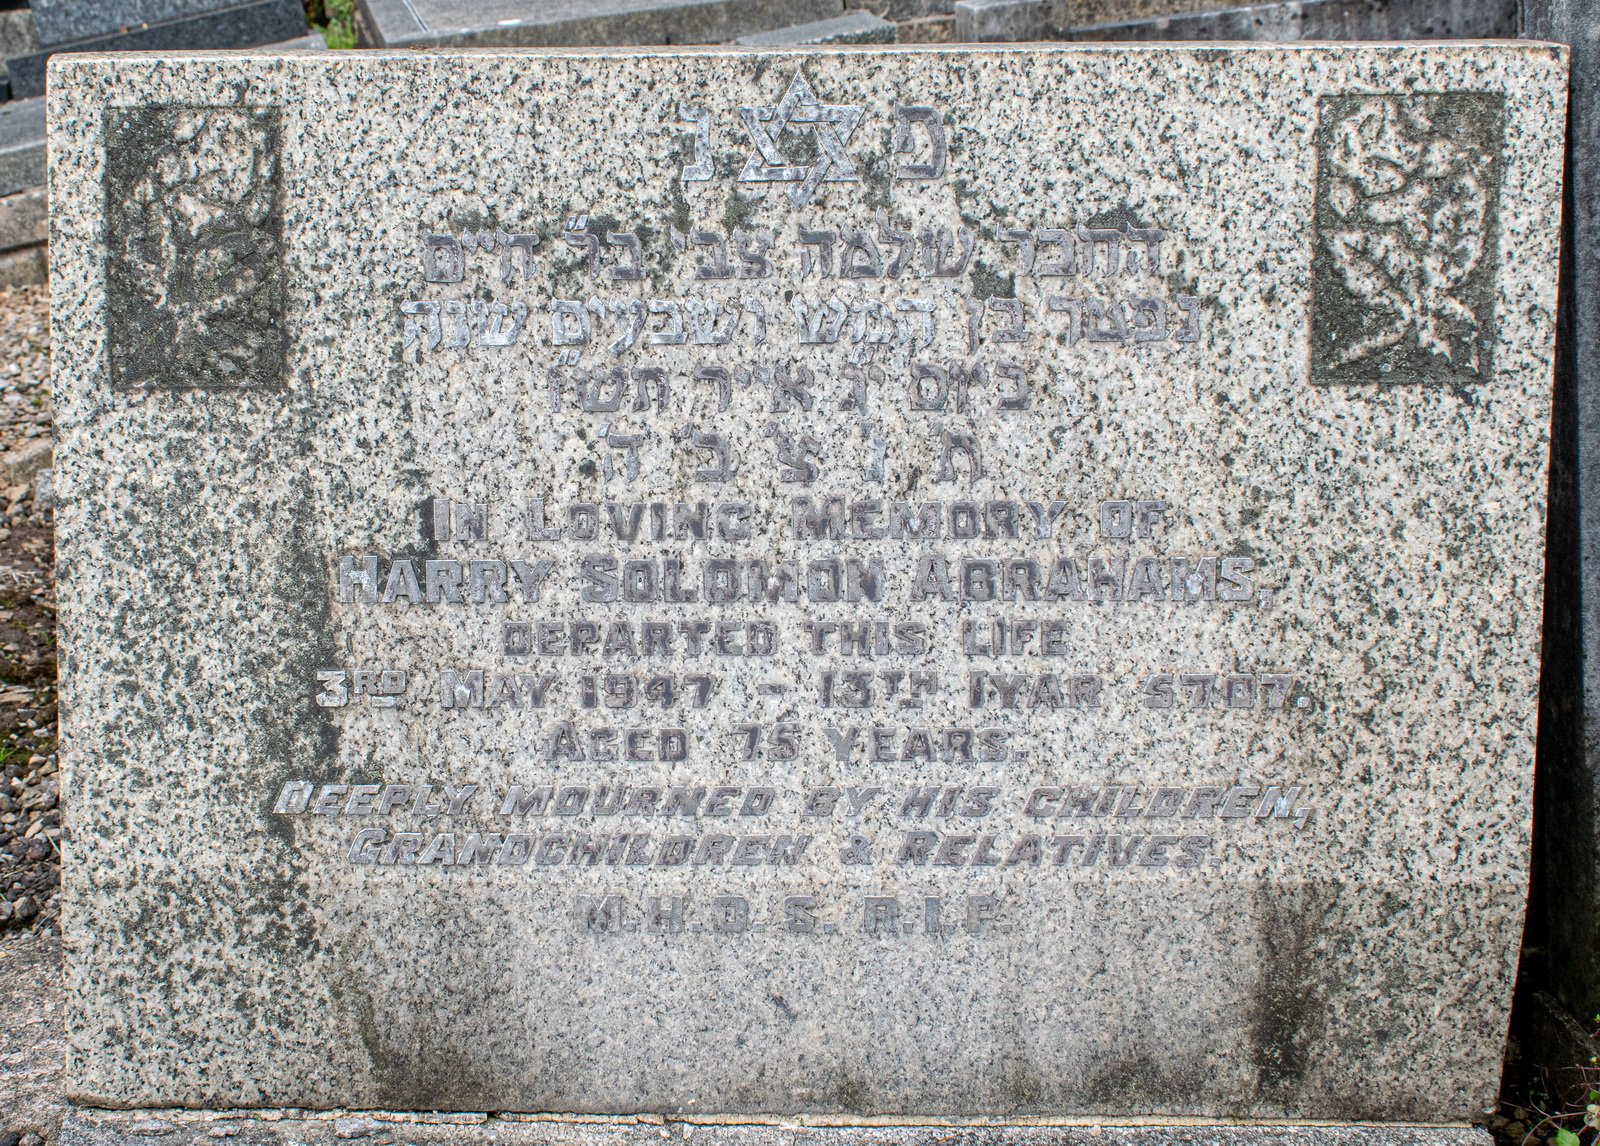 פ נ
החבר שלמה צבי בר״ חיים
נפטר בן חמש ושבעים שנה
ביום יג אייר תש״ז
ת׳ נ׳ צ׳ ב׳ ה׳
IN LOVING MEMORY OF
HARRY SOLOMON ABRAHAMS,
DEPARTED THIS LIFE
3RD MAY 1947 - 13TH IYAR 5707.
AGED 75 YEARS.
DEEPLY MOURNED BY HIS CHILDREN,
GRANDCHILDREN & RELATIVES.
M.H.D.S. R.I.P.